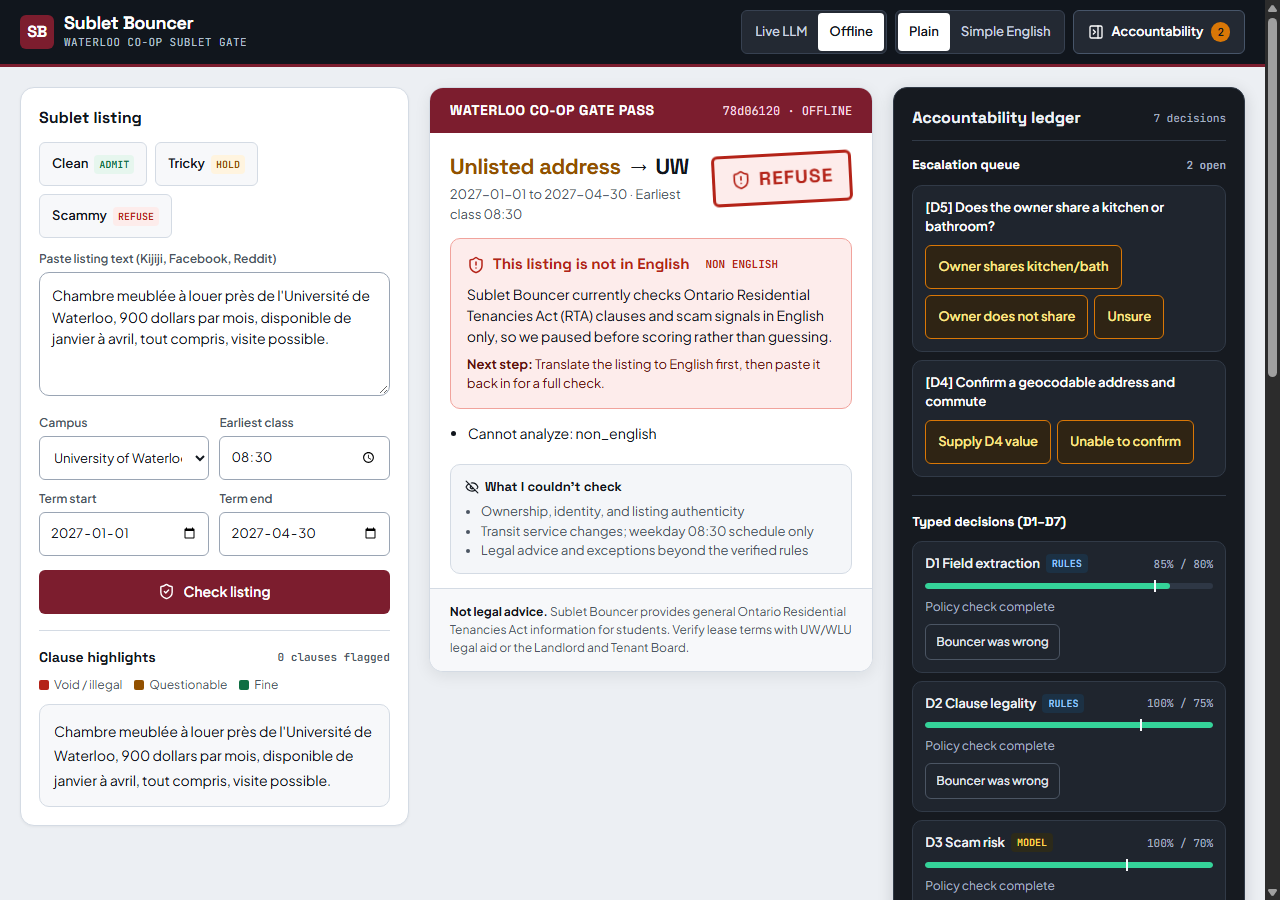 SB
Sublet Bouncer
WATERLOO CO-OP SUBLET GATE
Live LLM
Offline
Plain
Simple English
Accountability
2
Sublet listing
Clean ADMIT
Tricky HOLD
Scammy REFUSE
Paste listing text (Kijiji, Facebook, Reddit)
Chambre meublée à louer près de l'Université de
Waterloo, 900 dollars par mois, disponible de
janvier à avril, tout compris, visite possible.
Campus
Earliest class
University of Waterloo
08:30
Term start
Term end
2027-01-01
2027-04-30
Check listing
Clause highlights
0 clauses flagged
Void / illegal
Questionable
Fine
Chambre meublée à louer près de l'Université de
Waterloo, 900 dollars par mois, disponible de
janvier à avril, tout compris, visite possible.
WATERLOO CO-OP GATE PASS
78d06120 · OFFLINE
Unlisted address → UW
REFUSE
2027-01-01 to 2027-04-30 · Earliest
class 08:30
This listing is not in English NON ENGLISH
Sublet Bouncer currently checks Ontario Residential
Tenancies Act (RTA) clauses and scam signals in English
only, so we paused before scoring rather than guessing.
Next step: Translate the listing to English first, then paste it
back in for a full check.
• Cannot analyze: non_english
What I couldn't check
• Ownership, identity, and listing authenticity
• Transit service changes; weekday 08:30 schedule only
• Legal advice and exceptions beyond the verified rules
Not legal advice. Sublet Bouncer provides general Ontario Residential
Tenancies Act information for students. Verify lease terms with UW/WLU
legal aid or the Landlord and Tenant Board.
Accountability ledger
7 decisions
Escalation queue
2 open
[D5] Does the owner share a kitchen or
bathroom?
Owner shares kitchen/bath
Owner does not share
Unsure
[D4] Confirm a geocodable address and
commute
Supply D4 value
Unable to confirm
Typed decisions (D1–D7)
D1 Field extraction RULES
85% / 80%
Policy check complete
Bouncer was wrong
D2 Clause legality RULES
100% / 75%
Policy check complete
Bouncer was wrong
D3 Scam risk MODEL
100% / 70%
Policy check complete